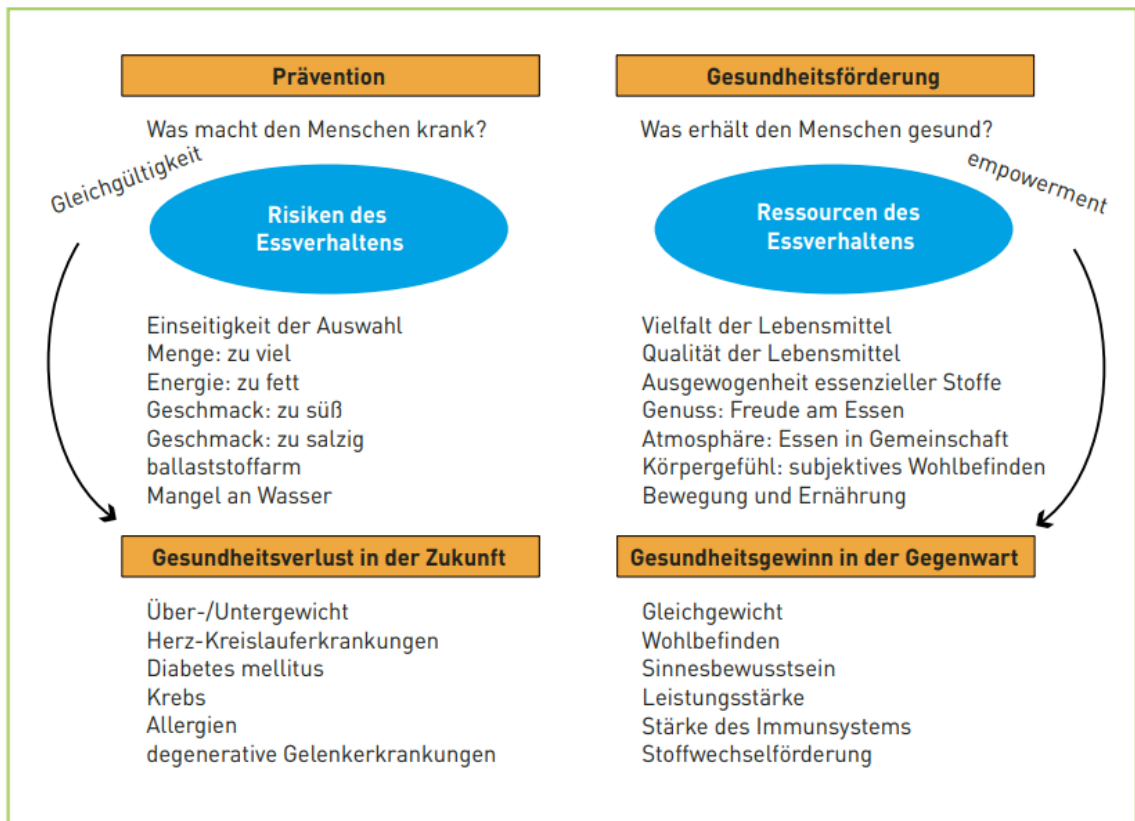 Prävention
Was macht den Menschen krank?
Gleichgültigkeit
Risiken des
Essverhaltens
Einseitigkeit der Auswahl
Menge: zu viel
Energie: zu fett
Geschmack: zu süß
Geschmack: zu salzig
ballaststoffarm
Mangel an Wasser
Gesundheitsverlust in der Zukunft
Über-/Untergewicht
Herz-Kreislauferkrankungen
Diabetes mellitus
Krebs
Allergien
degenerative Gelenkerkrankungen
Gesundheitsförderung
Was erhält den Menschen gesund?
empowerment
Ressourcen des
Essverhaltens
Vielfalt der Lebensmittel
Qualität der Lebensmittel
Ausgewogenheit essenzieller Stoffe
Genuss: Freude am Essen
Atmosphäre: Essen in Gemeinschaft
Körpergefühl: subjektives Wohlbefinden
Bewegung und Ernährung
Gesundheitsgewinn in der Gegenwart
Gleichgewicht
Wohlbefinden
Sinnesbewusstsein
Leistungsstärke
Stärke des Immunsystems
Stoffwechselförderung